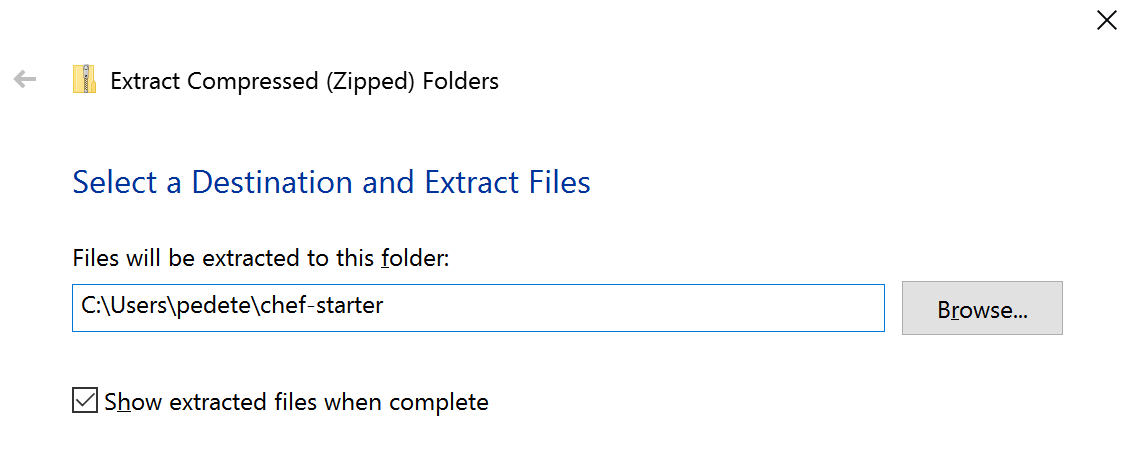 Extract Compressed (Zipped) Folders
Select a Destination and Extract Files
Files will be extracted to this folder:
C:\Users\pedete\chef-starter
Browse...
Show extracted files when complete